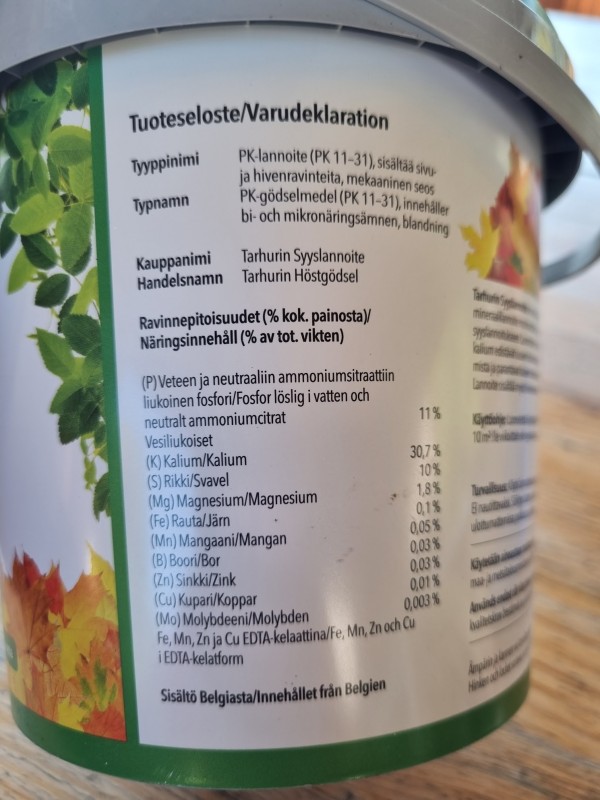 Tuoteseloste/Varudeklaration
Tyyppinimi PK-lannoite (PK 11–31), sisältää sivu-
ja hivenravinteita, mekaaninen seos
Typnamn PK-gödselmedel (PK 11–31), innehåller
bi- och mikronäringsämnen, blandning
Kauppanimi Tarhurin Syyslannoite
Handelsnamn Tarhurin Höstgödsel
Ravinnepitoisuudet (% kok. painosta)/
Näringsinnehåll (% av tot. vikten)
(P) Veteen ja neutraaliin ammoniumsitraattiin
liukoinen fosfori/Fosfor löslig i vatten och
neutralt ammoniumcitrat 11 %
Vesiliukoiset
(K) Kalium/Kalium 30,7 %
(S) Rikki/Svavel 10 %
(Mg) Magnesium/Magnesium 1,8 %
(Fe) Rauta/Järn 0,1 %
(Mn) Mangaani/Mangan 0,05 %
(B) Boori/Bor 0,03 %
(Zn) Sinkki/Zink 0,03 %
(Cu) Kupari/Koppar 0,01 %
(Mo) Molybdeeni/Molybden 0,003 %
Fe, Mn, Zn ja Cu EDTA-kelaattina/Fe, Mn, Zn och Cu
i EDTA-kelatform
Sisältö Belgiasta/Innehållet från Belgien
Tarhurin
Käyttöohje:
Turvallisuus: